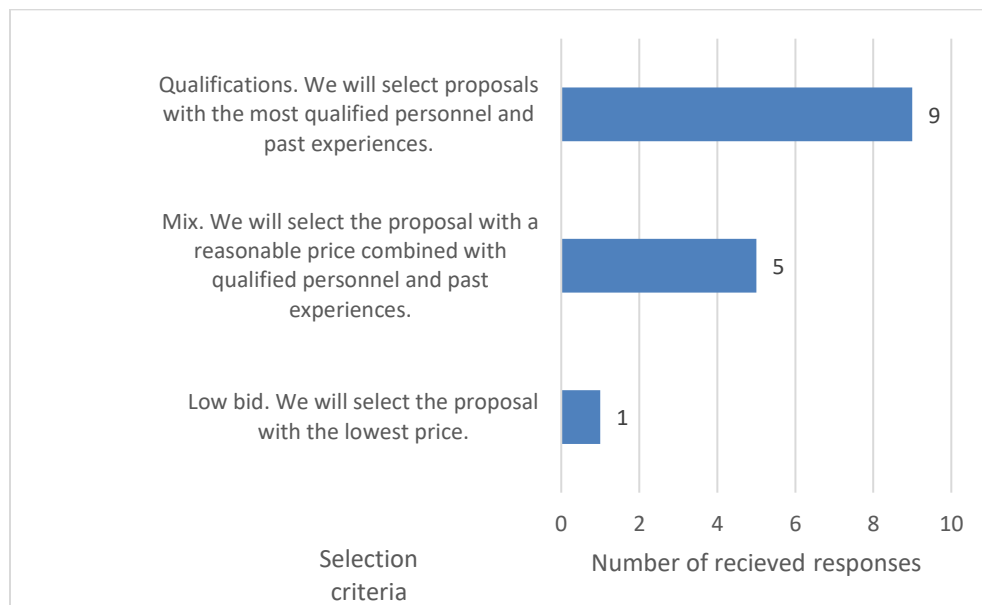 Qualifications. We will select proposals
with the most qualified personnel and
past experiences.
9
Mix. We will select the proposal with a
reasonable price combined with
qualified personnel and past
experiences.
5
Low bid. We will select the proposal
with the lowest price.
1
0 2 4 6 8 10
Selection
criteria
Number of recieved responses